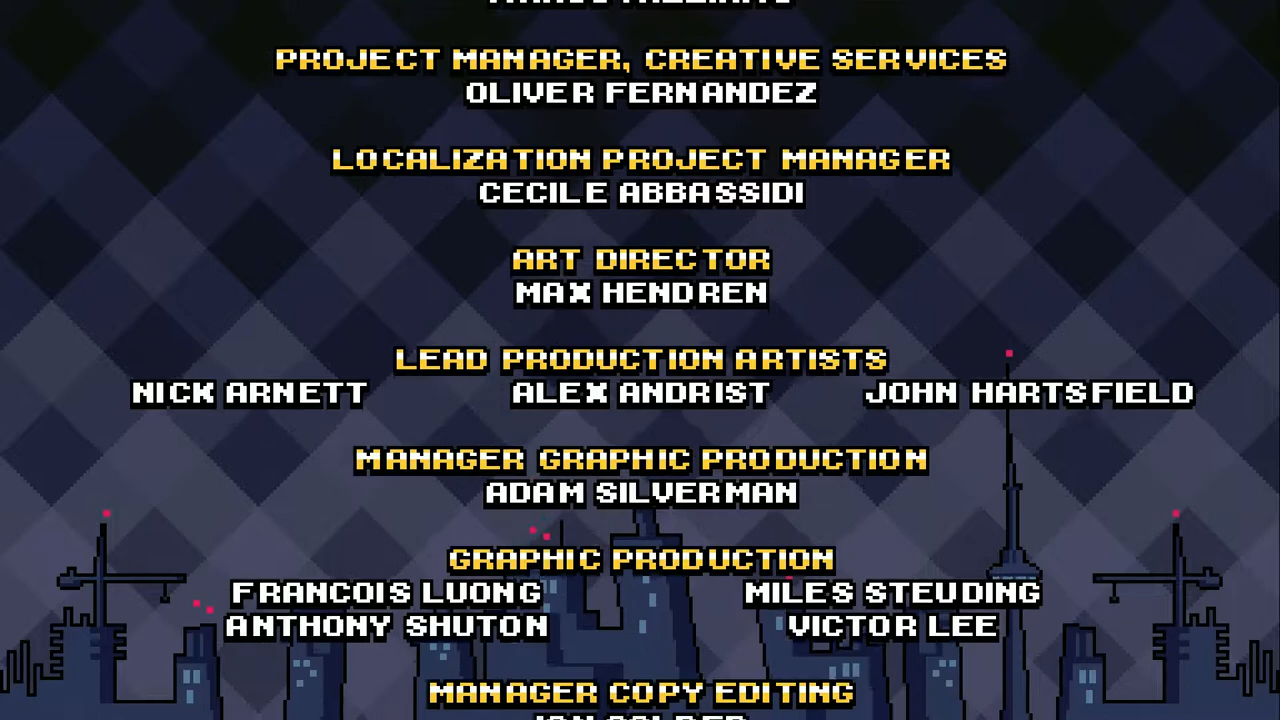 PROJECT MANAGER, CREATIVE SERVICES
OLIVER FERNANDEZ
LOCALIZATION PROJECT MANAGER
CECILE ABBASSIDI
ART DIRECTOR
MAX HENDREN
LEAD PRODUCTION ARTISTS
NICK ARNETT ALEX ANDRIST JOHN HARTSFIELD
MANAGER GRAPHIC PRODUCTION
ADAM SILVERMAN
GRAPHIC PRODUCTION
FRANCOIS LUONG MILES STEUDING
ANTHONY SHUTON VICTOR LEE
MANAGER COPY EDITING